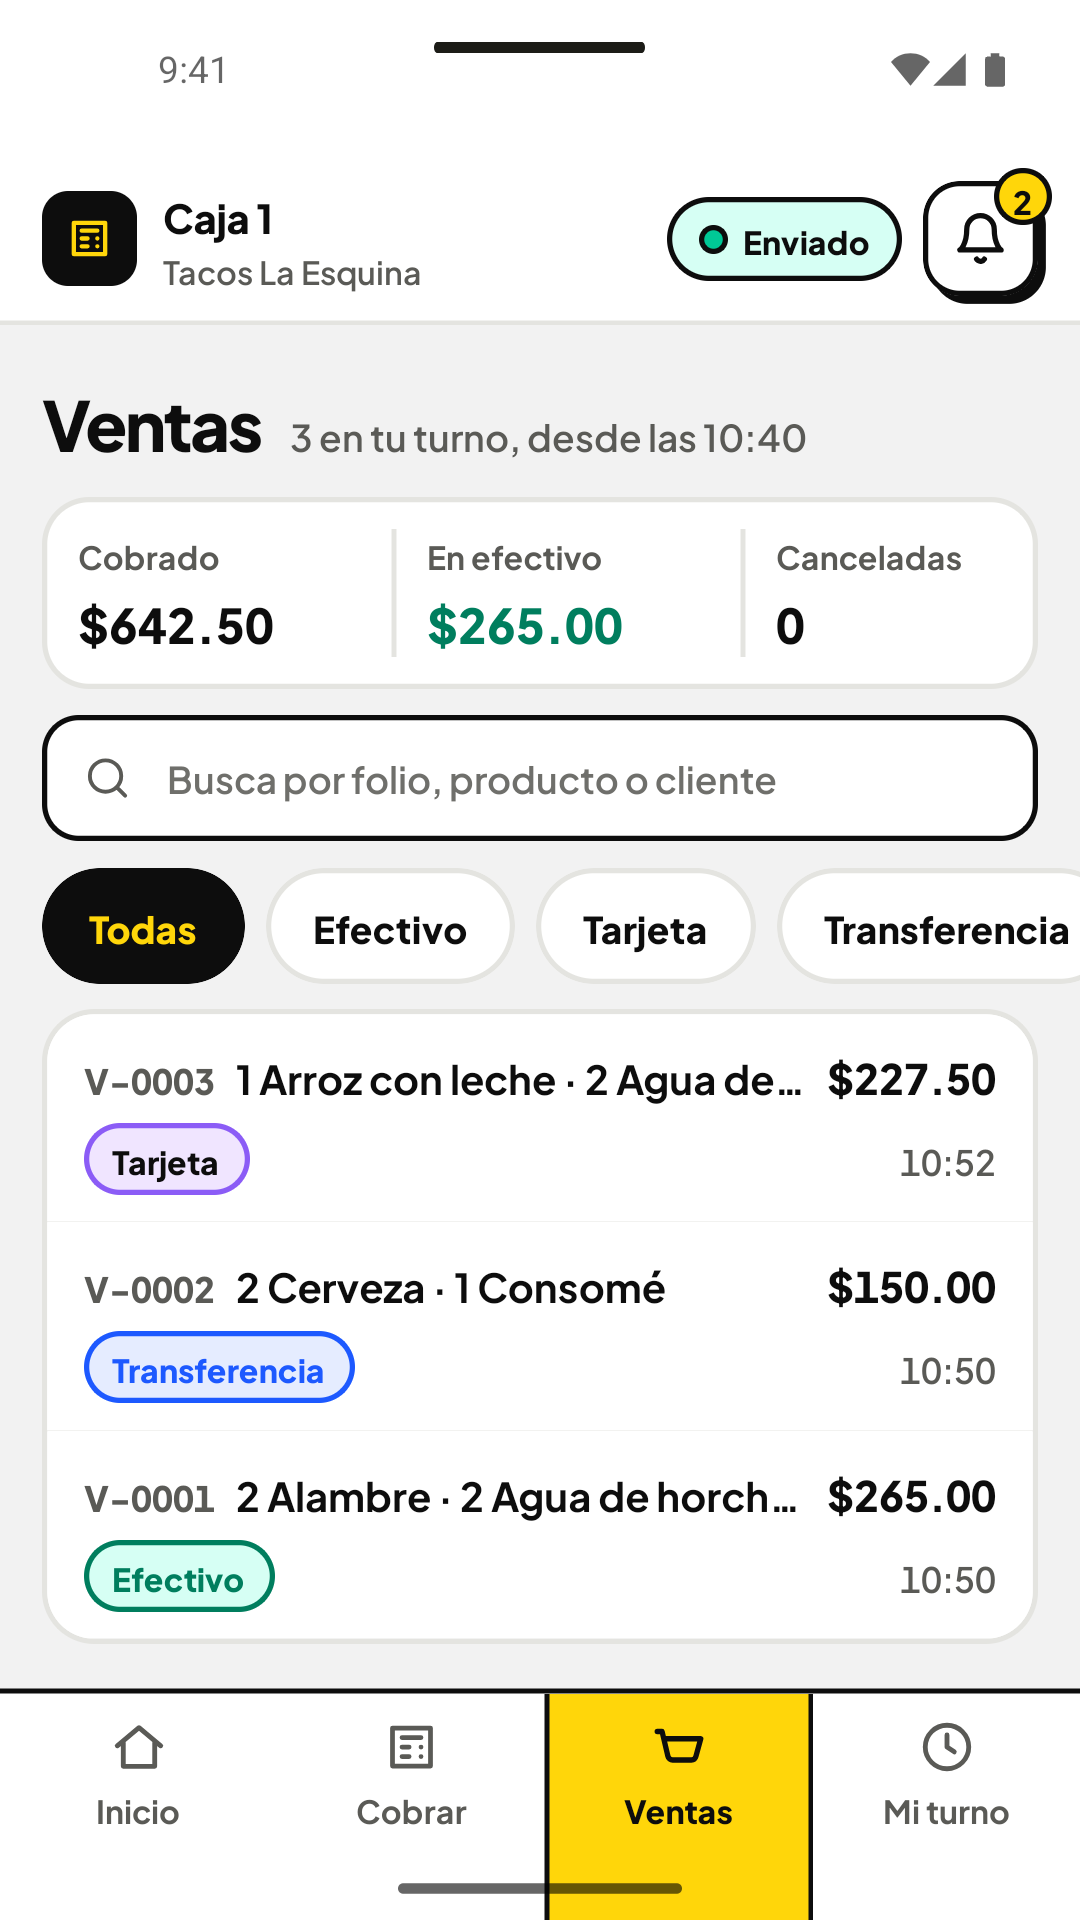 9:41
Caja 1
Tacos La Esquina
Enviado
2
Ventas 3 en tu turno, desde las 10:40
Cobrado
$642.50
En efectivo
$265.00
Canceladas
0
Busca por folio, producto o cliente
Todas Efectivo Tarjeta Transferencia
V-0003 1 Arroz con leche · 2 Agua de... $227.50
Tarjeta 10:52
V-0002 2 Cerveza · 1 Consomé $150.00
Transferencia 10:50
V-0001 2 Alambre · 2 Agua de horch... $265.00
Efectivo 10:50
Inicio Cobrar Ventas Mi turno